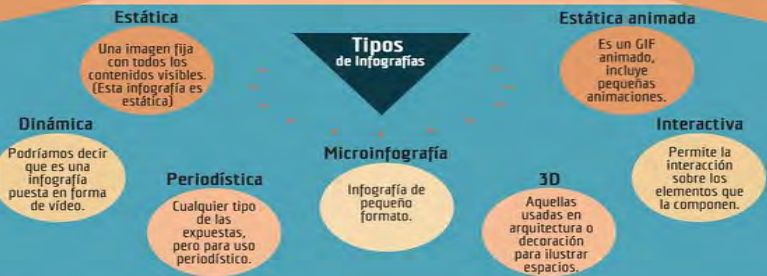 Estática
Una imagen fija
con todos los
contenidos visibles.
(Esta infografía es
estática)
Tipos
de Infografías
Estática animada
Es un GIF
animado,
incluye
pequeñas
animaciones.
Dinámica
Podríamos decir
que es una
infografía
puesta en forma
de vídeo.
Periodística
Cualquier tipo
de las
expuestas,
pero para uso
periodístico.
Microinfografía
Infografía de
pequeño
formato.
3D
Aquellas
usadas en
arquitectura o
decoración
para ilustrar
espacios.
Interactiva
Permite la
interacción
sobre los
elementos que
la componen.